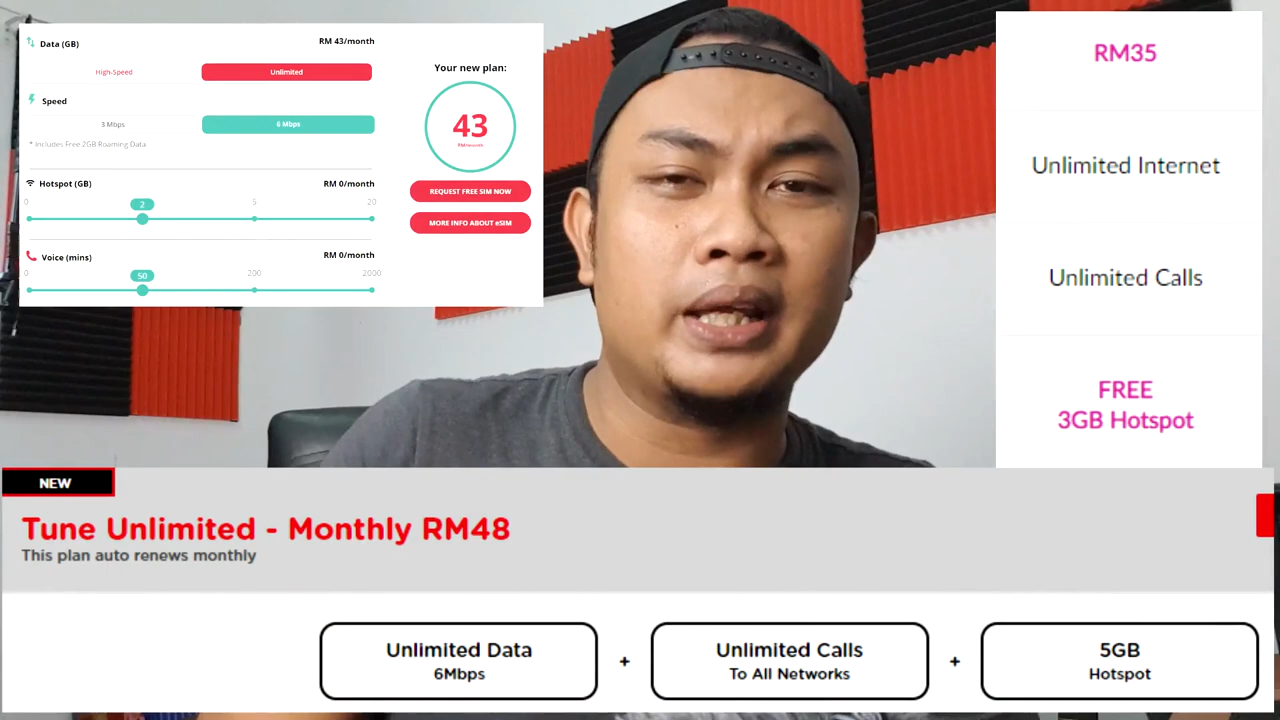 Data (GB)
RM 43/month
High-Speed
Unlimited
Speed
3 Mbps
6 Mbps
* Includes Free 2GB Roaming Data
Hotspot (GB)
RM 0/month
0
2
5
20
Voice (mins)
RM 0/month
0
50
200
2000
Your new plan:
43
RM/month
REQUEST FREE SIM NOW
MORE INFO ABOUT eSIM
RM35
Unlimited Internet
Unlimited Calls
FREE
3GB Hotspot
NEW
Tune Unlimited - Monthly RM48
This plan auto renews monthly
Unlimited Data
6Mbps
+
Unlimited Calls
To All Networks
+
5GB
Hotspot